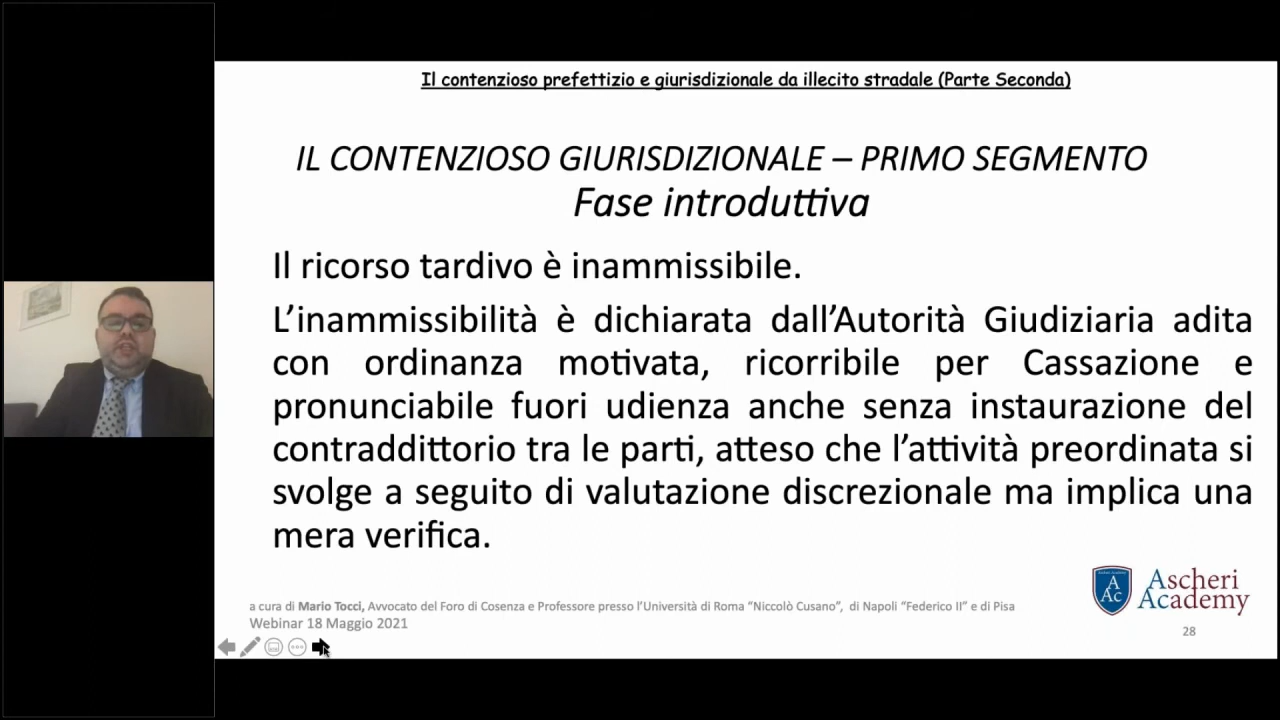 Il contenzioso prefettizio e giurisdizionale da illecito stradale (Parte Seconda)
IL CONTENZIOSO GIURISDIZIONALE – PRIMO SEGMENTO
Fase introduttiva
Il ricorso tardivo è inammissibile.
L’inammissibilità è dichiarata dall’Autorità Giudiziaria adita
con ordinanza motivata, ricorribile per Cassazione e
pronunciabile fuori udienza anche senza instaurazione del
contraddittorio tra le parti, atteso che l’attività preordinata si
svolge a seguito di valutazione discrezionale ma implica una
mera verifica.
A
Ac
Ascheri
Academy
a cura di Mario Tocci, Avvocato del Foro di Cosenza e Professore presso l’Università di Roma “Niccolò Cusano”, di Napoli “Federico II” e di Pisa
Webinar 18 Maggio 2021
28